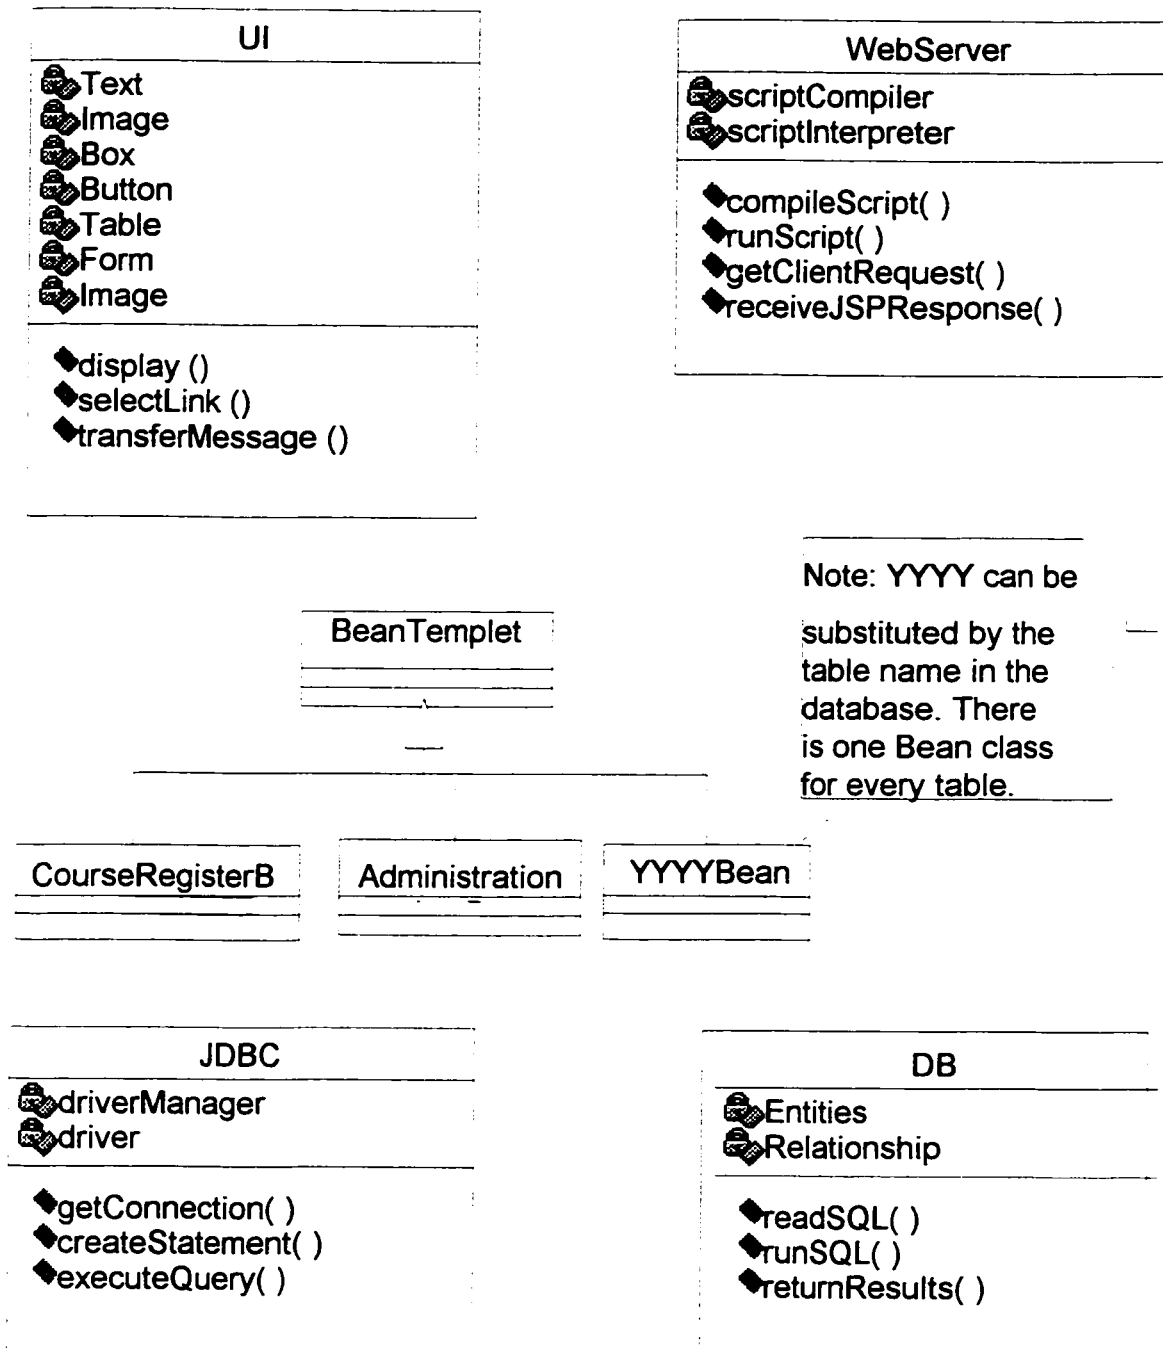 UI
Text
Image
Box
Button
Table
Form
Image
display ()
selectLink ()
transferMessage ()
WebServer
scriptCompiler
scriptInterpreter
compileScript( )
runScript( )
getClientRequest( )
receiveJSPResponse( )
Note: YYYY can be
substituted by the
table name in the
database. There
is one Bean class
for every table.
BeanTemplet
CourseRegisterB
Administration
YYYYBean
JDBC
driverManager
driver
getConnection( )
createStatement( )
executeQuery( )
DB
Entities
Relationship
readSQL( )
runSQL( )
returnResults( )